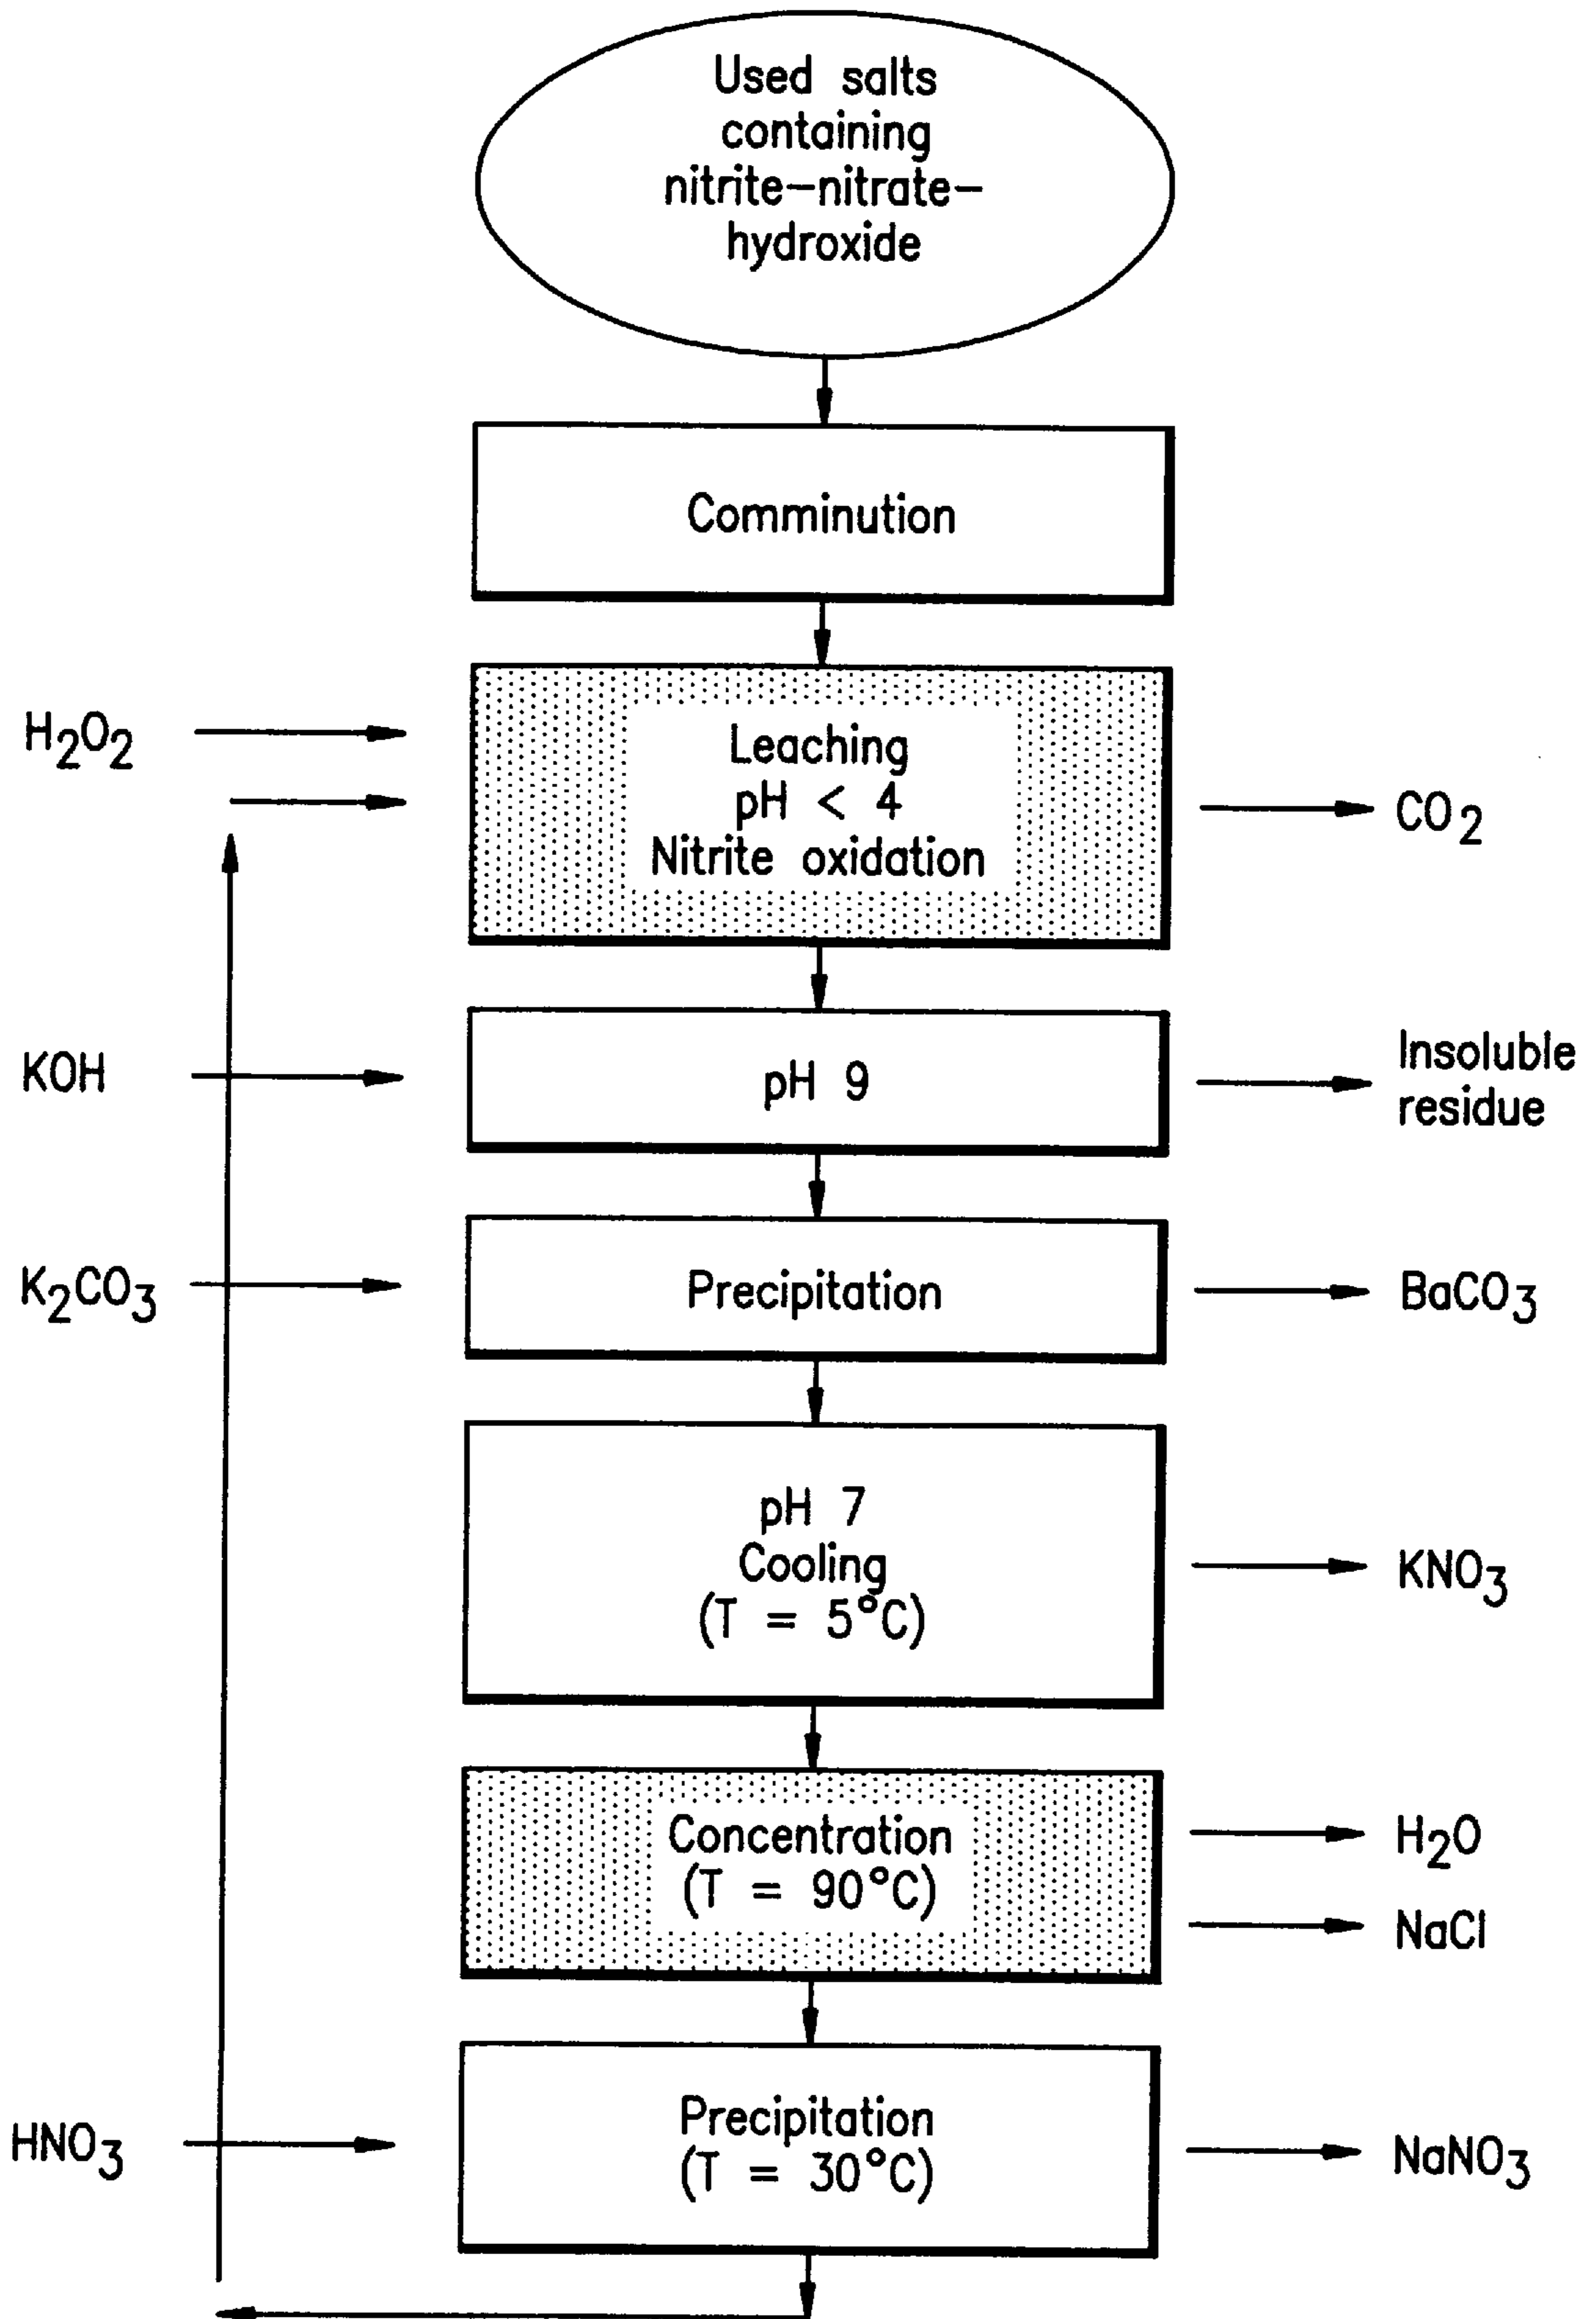 Used salts
containing
nitrite-nitrate-
hydroxide
Comminution
H2O2
Leaching
pH < 4
Nitrite oxidation
CO2
KOH
pH 9
Insoluble
residue
K2CO3
Precipitation
BaCO3
pH 7
Cooling
(T = 5°C)
KNO3
Concentration
(T = 90°C)
H2O
NaCl
HNO3
Precipitation
(T = 30°C)
NaNO3